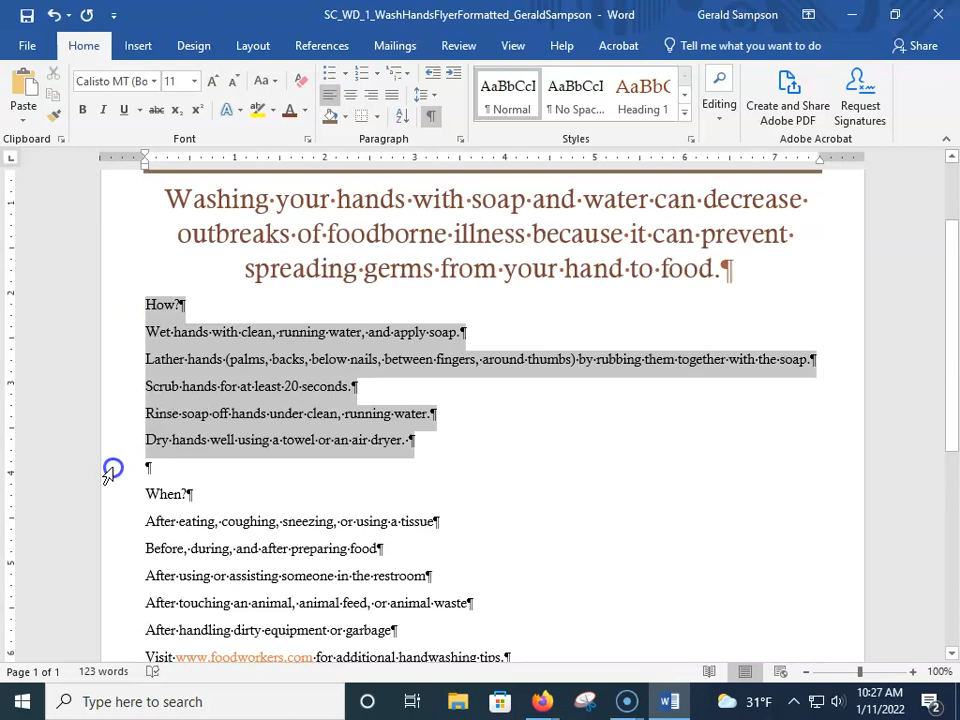 SC_WD_1_WashHandsFlyerFormatted_GeraldSampson - Word
Gerald Sampson
File Home Insert Design Layout References Mailings Review View Help Acrobat Tell me what you want to do Share
Paste
Calisto MT (Bo 11
AaBbCcI AaBbCcI AaBbC
¶ Normal ¶ No Spac... Heading 1
Editing
Create and Share Adobe PDF
Request Signatures
Clipboard Font Paragraph Styles Adobe Acrobat
1 2 3 4 5 6 7
Washing·your·hands·with·soap·and·water·can·decrease·
outbreaks·of·foodborne·illness·because·it·can·prevent·
spreading·germs·from·your·hand·to·food.¶
How?¶
Wet·hands·with·clean,·running·water,·and·apply·soap.¶
Lather·hands·(palms,·backs,·below·nails,·between·fingers,·around·thumbs)·by·rubbing·them·together·with·the·soap.¶
Scrub·hands·for·at·least·20·seconds.¶
Rinse·soap·off·hands·under·clean,·running·water.¶
Dry·hands·well·using·a·towel·or·an·air·dryer.·¶
¶
When?¶
After·eating,·coughing,·sneezing,·or·using·a·tissue¶
Before,·during,·and·after·preparing·food¶
After·using·or·assisting·someone·in·the·restroom¶
After·touching·an·animal,·animal·feed,·or·animal·waste¶
After·handling·dirty·equipment·or·garbage¶
Visit·www.foodworkers.com·for·additional·handwashing·tips.¶
Page 1 of 1 123 words 100%
Type here to search
31°F
10:27 AM
1/11/2022
2